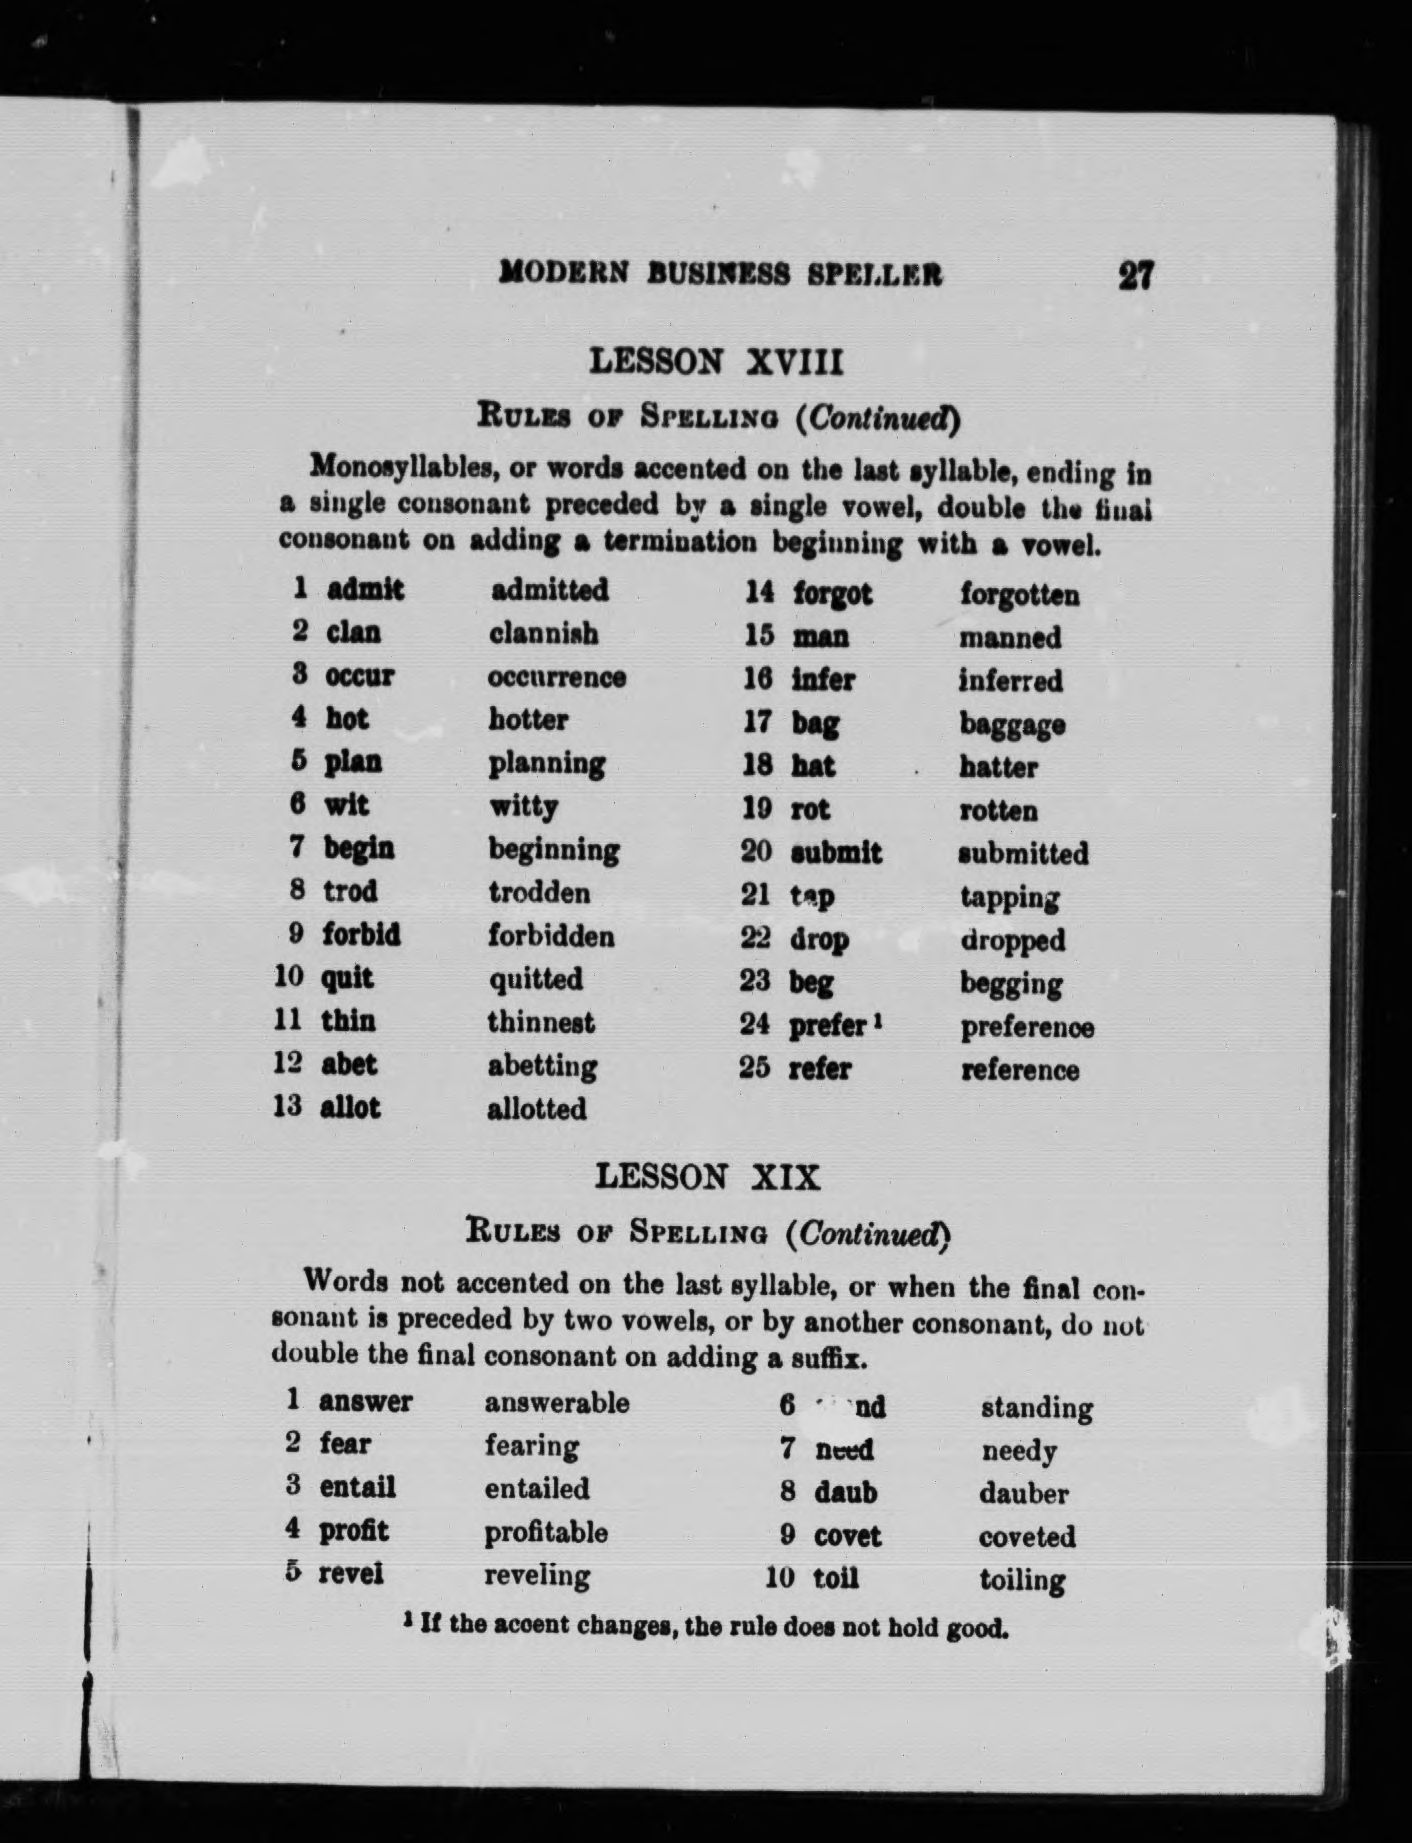 MODERN BUSINESS SPELLER 27
LESSON XVIII
RULES OF SPELLING (Continued)
Monosyllables, or words accented on the last syllable, ending in
a single consonant preceded by a single vowel, double the final
consonant on adding a termination beginning with a vowel.
1 admit admitted
2 clan clannish
3 occur occurrence
4 hot hotter
5 plan planning
6 wit witty
7 begin beginning
8 trod trodden
9 forbid forbidden
10 quit quitted
11 thin thinnest
12 abet abetting
13 allot allotted
14 forgot forgotten
15 man manned
16 infer inferred
17 bag baggage
18 hat hatter
19 rot rotten
20 submit submitted
21 tap tapping
22 drop dropped
23 beg begging
24 prefer¹ preference
25 refer reference
LESSON XIX
RULES OF SPELLING (Continued)
Words not accented on the last syllable, or when the final con-
sonant is preceded by two vowels, or by another consonant, do not
double the final consonant on adding a suffix.
1 answer answerable
2 fear fearing
3 entail entailed
4 profit profitable
5 revel reveling
6 standing
7 need needy
8 daub dauber
9 covet coveted
10 toil toiling
¹ If the accent changes, the rule does not hold good.